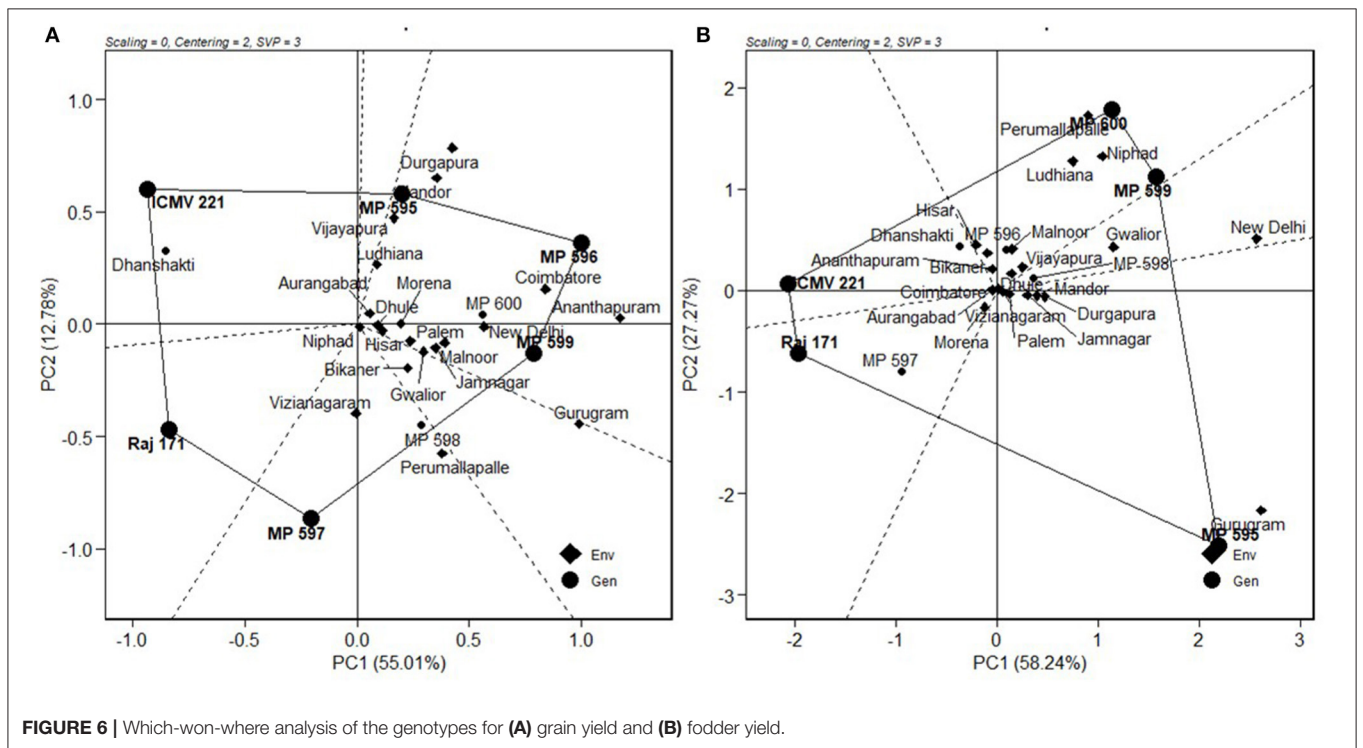 A
Scaling = 0, Centering = 2, SVP = 3
1.0
0.5
0.0
-0.5
-1.0
PC2 (12.78%)
Durgapura
ICMV 221
Mandor
MP 595
Vijayapura
MP 596
Dhanshakti
Ludhiana
Coimbatore
Aurangabad
Morena
MP 600
Ananthapuram
Dhule
New Delhi
Niphad
Hisar
Palem
MP 599
Malnoor
Bikaner
Gwalior
Jamnagar
Vizianagaram
Gurugram
Raj 171
MP 598
Perumallapalle
MP 597
Env
Gen
-1.0
-0.5
0.0
0.5
1.0
PC1 (55.01%)
B
Scaling = 0, Centering = 2, SVP = 3
2
1
0
-1
-2
-3
PC2 (27.27%)
MP 600
Perumallapalle
Niphad
Ludhiana
MP 599
Hisar
Dhanshakti
MP 596
Malnoor
Gwalior
New Delhi
Ananthapuram
Vijayapura
Bikaner
MP 598
ICMV 221
Coimbatore
Dhule
Mandor
Aurangabad
Vizianagaram
Durgapura
Morena
Palem
Jamnagar
Raj 171
MP 597
Gurugram
MP 595
Env
Gen
-2
-1
0
1
2
3
PC1 (58.24%)
FIGURE 6 | Which-won-where analysis of the genotypes for (A) grain yield and (B) fodder yield.